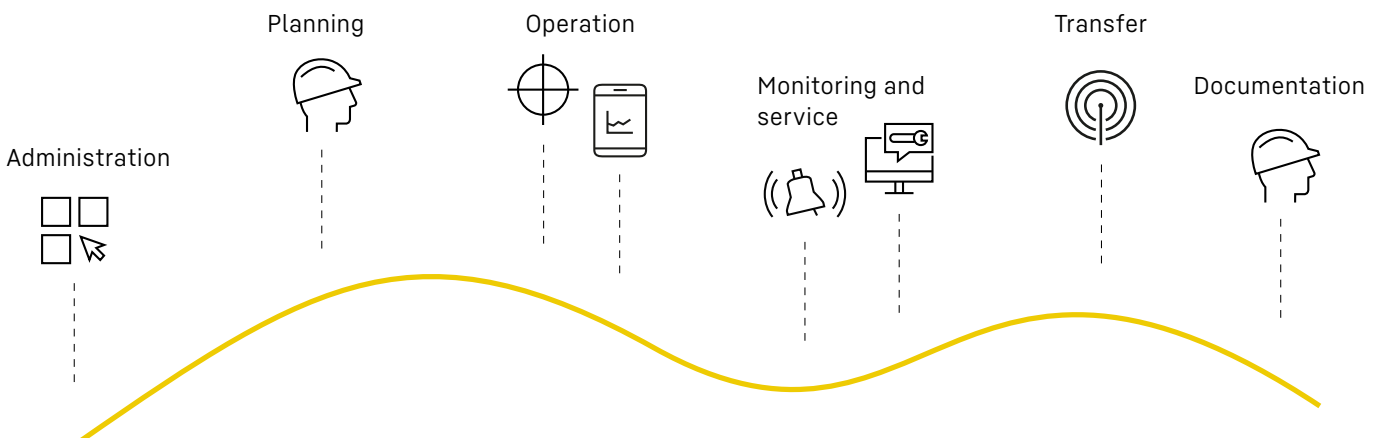 Administration
Planning
Operation
Monitoring and
service
Transfer
Documentation